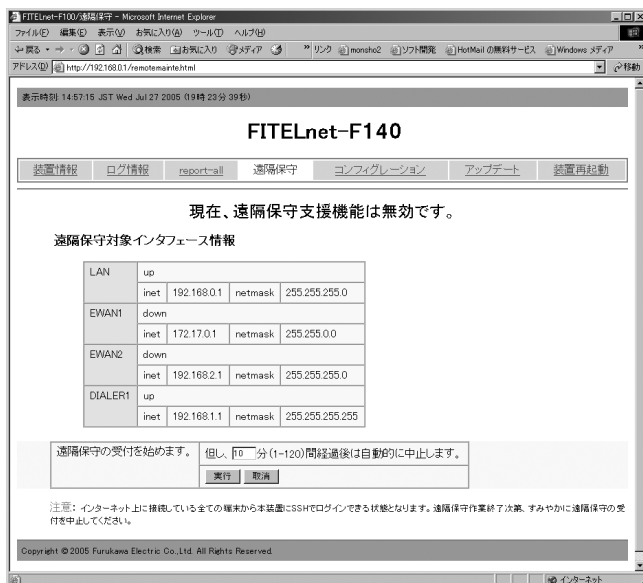 FITELnet-F100/遠隔保守 - Microsoft Internet Explorer
ファイル(F) 編集(E) 表示(V) お気に入り(A) ツール(T) ヘルプ(H)
戻る 検索 お気に入り メディア » リンク monsho2 ソフト開発 HotMail の無料サービス Windows メディア »
アドレス(D) http://192.168.0.1/remotemainte.html 移動
表示時刻: 14:57:15 JST Wed Jul 27 2005 (19時23分39秒)
FITELnet-F140
装置情報 ログ情報 report-all 遠隔保守 コンフィグレーション アップデート 装置再起動
現在、遠隔保守支援機能は無効です。
遠隔保守対象インタフェース情報
LAN up
inet 192.168.0.1 netmask 255.255.255.0
EWAN1 down
inet 172.17.0.1 netmask 255.255.0.0
EWAN2 down
inet 192.168.2.1 netmask 255.255.255.0
DIALER1 up
inet 192.168.1.1 netmask 255.255.255.255
遠隔保守の受付を始めます。 但し、10 分(1-120)間経過後は自動的に中止します。
実行 取消
注意: インターネット上に接続している全ての端末から本装置にSSHでログインできる状態となります。遠隔保守作業終了次第、すみやかに遠隔保守の受
付を中止してください。
Copyright © 2005 Furukawa Electric Co.,Ltd. All Rights Reserved.
インターネット